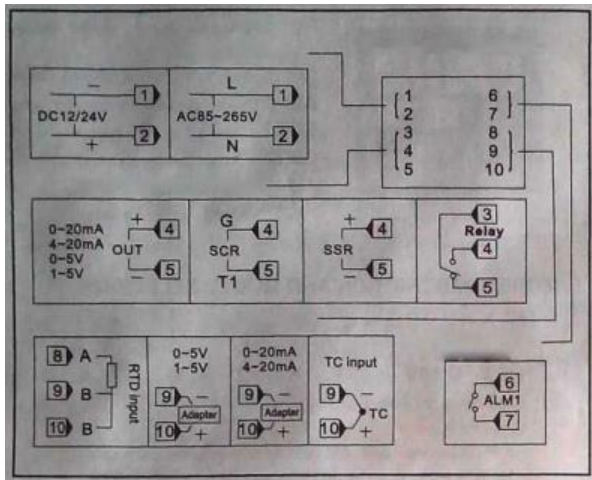 − 1 L 1
DC12/24V AC85~265V
+ 2 N 2
1 6
2 7
3 8
4 9
5 10
0~20mA
4~20mA
0~5V
1~5V
OUT
+ 4
− 5
G 4
SCR
T1 5
+ 4
SSR
− 5
3
Relay
4
5
8 A
9 B
10 B
RTD input
0~5V
1~5V
9 −
Adapter
10 +
0~20mA
4~20mA
9 −
Adapter
10 +
TC input
9 −
TC
10 +
6
ALM1
7